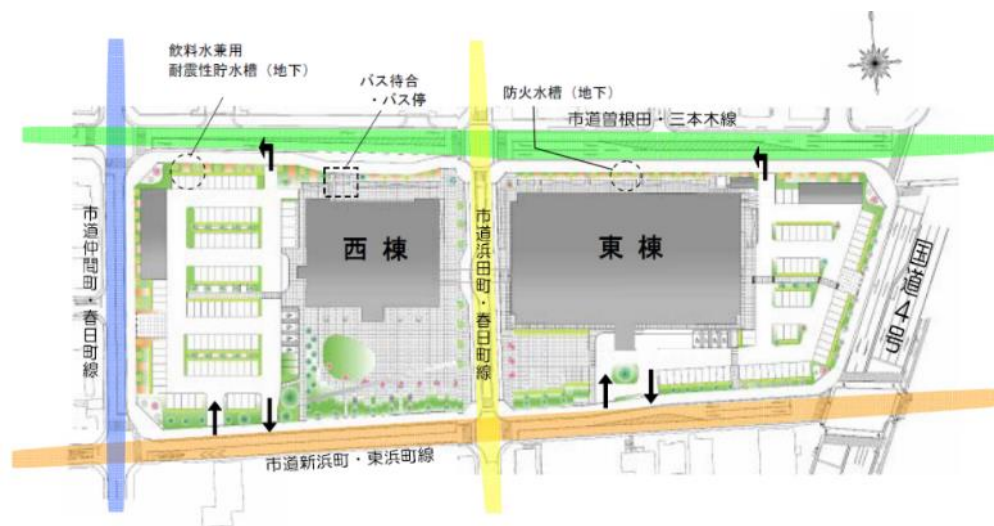 飲料水兼用
耐震性貯水槽（地下）
バス待合
・バス停
防火水槽（地下）
市道曽根田・三本木線
市道仲間町・春日町線
西棟
市道浜田町・春日町線
東棟
国道4号
市道新浜町・東浜町線